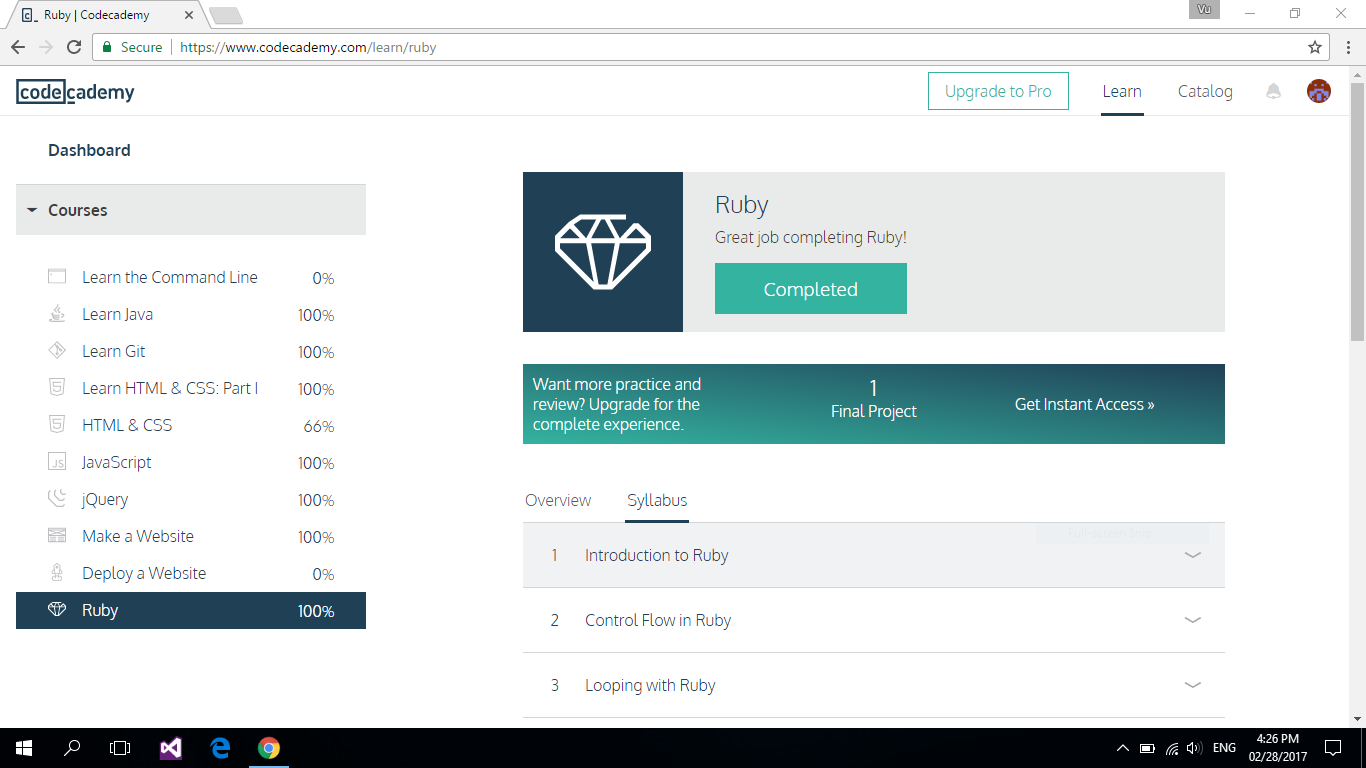 Ruby | Codecademy
Vu
Secure
https://www.codecademy.com/learn/ruby
codecademy
Upgrade to Pro
Learn
Catalog
Dashboard
Courses
Learn the Command Line 0%
Learn Java 100%
Learn Git 100%
Learn HTML & CSS: Part I 100%
HTML & CSS 66%
JS JavaScript 100%
jQuery 100%
Make a Website 100%
Deploy a Website 0%
Ruby 100%
Ruby
Great job completing Ruby!
Completed
Want more practice and
review? Upgrade for the
complete experience.
1
Final Project
Get Instant Access »
Overview
Syllabus
1 Introduction to Ruby
2 Control Flow in Ruby
3 Looping with Ruby
ENG
4:26 PM
02/28/2017